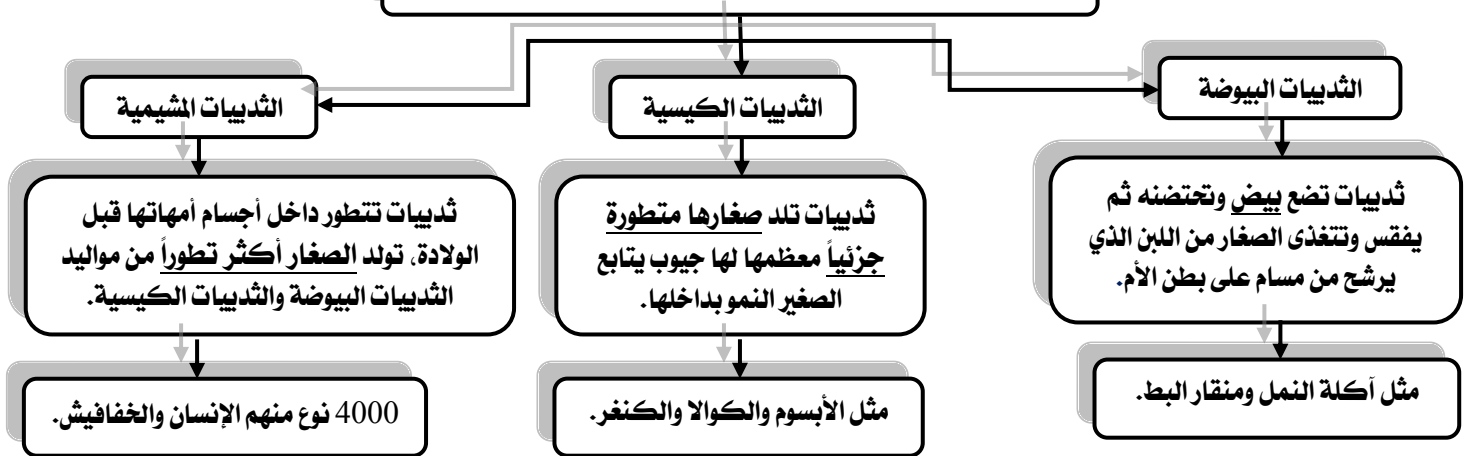 الثدييات البيوضة
الثدييات الكيسية
الثدييات المشيمية
ثدييات تضع بيض وتحتضنه ثم
يفقس وتتغذى الصغار من اللبن الذي
يرشح من مسام على بطن الأم.
ثدييات تلد صغارها متطورة
جزئياً معظمها لها جيوب يتابع
الصغير النمو بداخلها.
ثدييات تتطور داخل أجسام أمهاتها قبل
الولادة، تولد الصغار أكثر تطوراً من مواليد
الثدييات البيوضة والثدييات الكيسية.
مثل آكلة النمل ومنقار البط.
مثل الأبسوم والكوالا والكنغر.
4000 نوع منهم الإنسان والخفافيش.